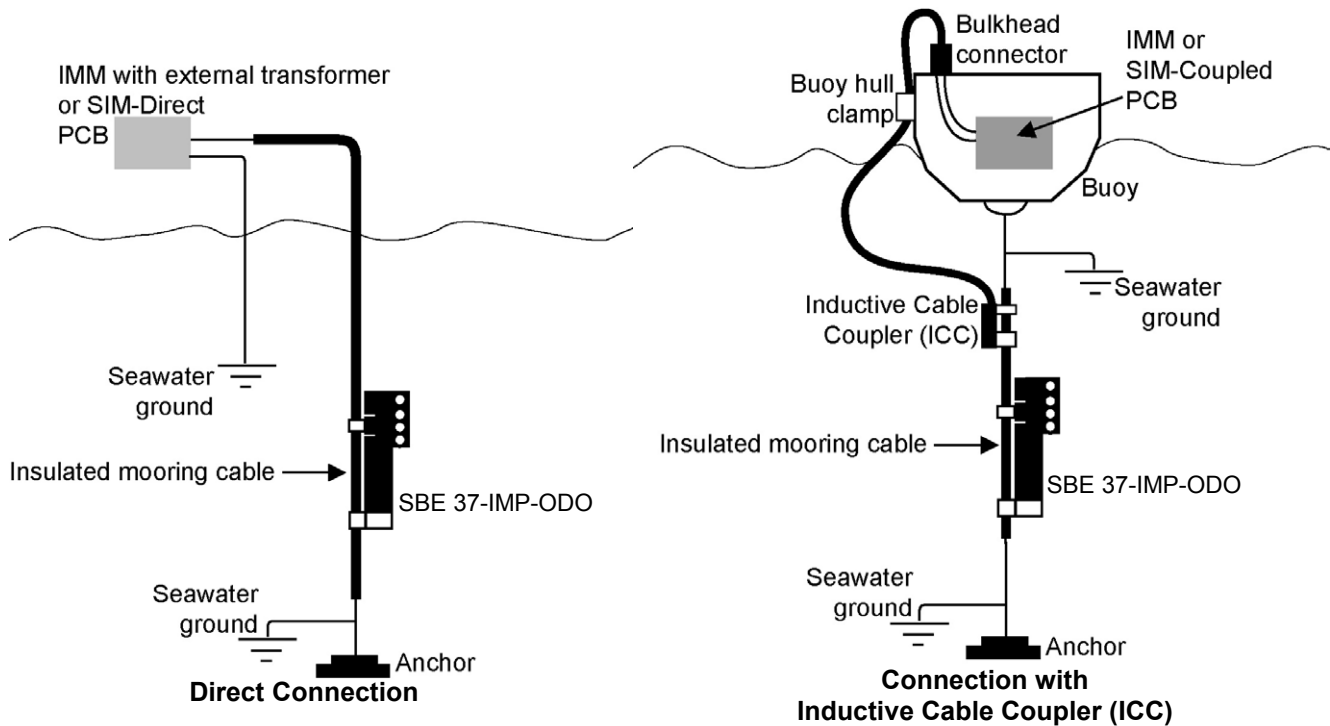 IMM with external transformer
or SIM-Direct
PCB
Seawater
ground
Insulated mooring cable
SBE 37-IMP-ODO
Seawater
ground
Anchor
Direct Connection
Bulkhead
connector
IMM or
SIM-Coupled
PCB
Buoy hull
clamp
Buoy
Seawater
ground
Inductive Cable
Coupler (ICC)
Insulated mooring cable
SBE 37-IMP-ODO
Seawater
ground
Anchor
Connection with
Inductive Cable Coupler (ICC)